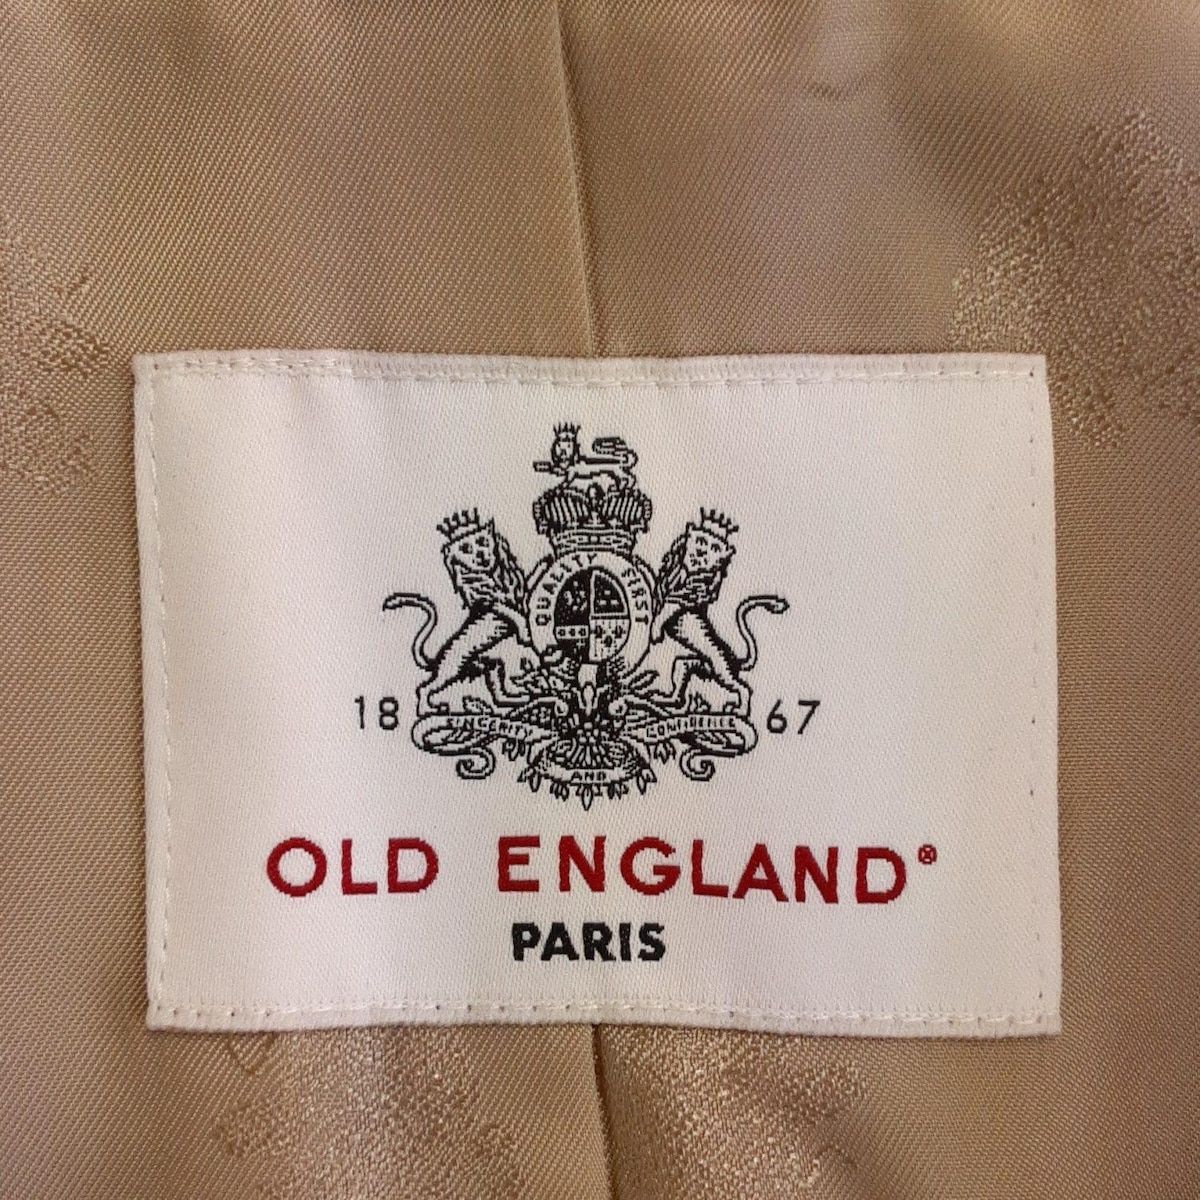 QUALITY FIRST
18 67
SINCERITY AND CONFIDENCE
OLD ENGLAND®
PARIS